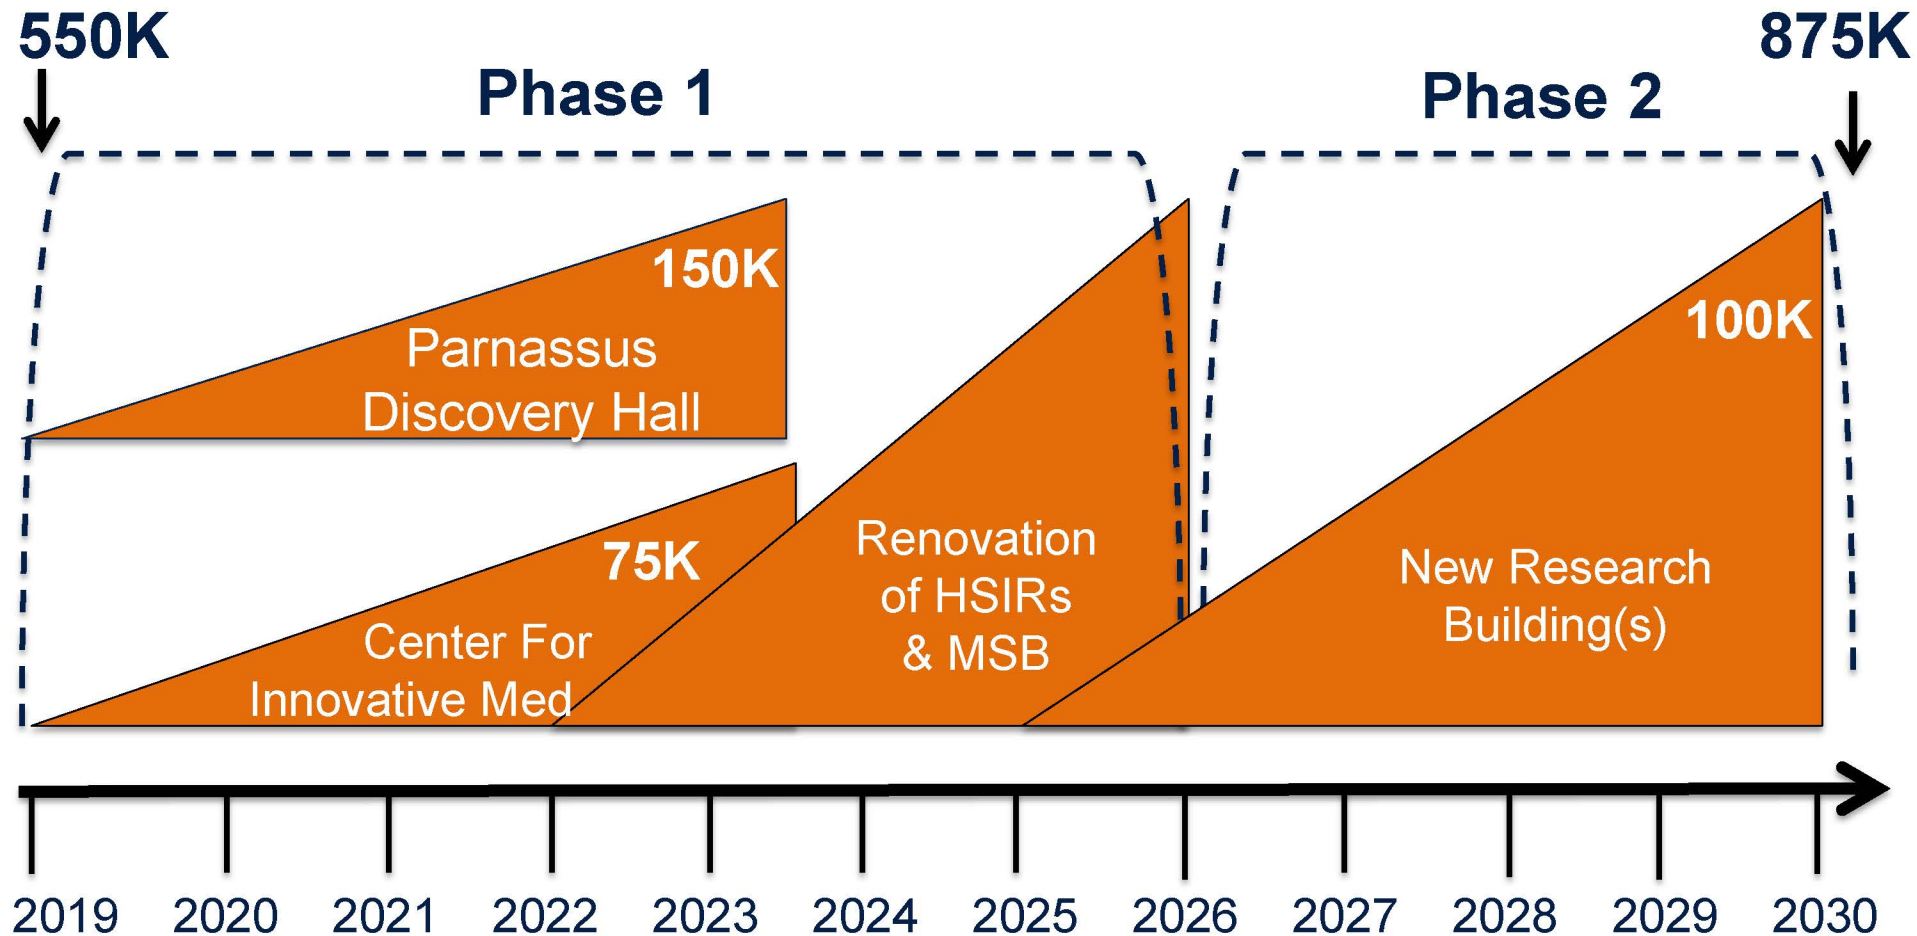 550K
875K
Phase 1
Phase 2
150K
Parnassus
Discovery Hall
75K
Center For
Innovative Med
Renovation
of HSIRs
& MSB
100K
New Research
Building(s)
2019 2020 2021 2022 2023 2024 2025 2026 2027 2028 2029 2030